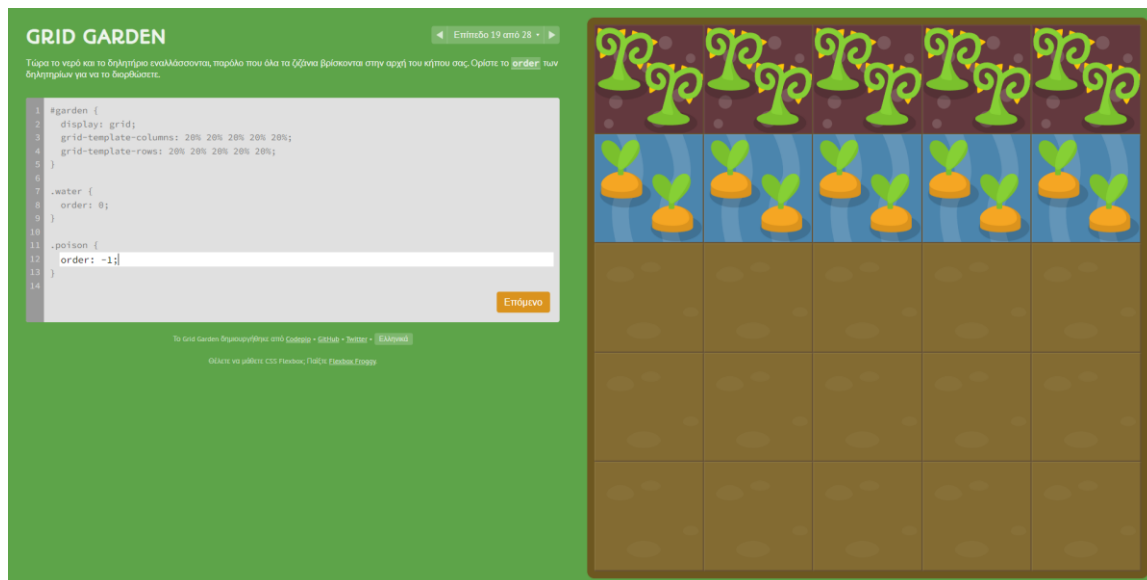 GRID GARDEN
◀ Επίπεδο 19 από 28 ▾ ▶
Τώρα το νερό και το δηλητήριο εναλλάσσονται, παρόλο που όλα τα ζιζάνια βρίσκονται στην αρχή του κήπου σας. Ορίστε το order των
δηλητηρίων για να το διορθώσετε.
1 #garden {
2 display: grid;
3 grid-template-columns: 20% 20% 20% 20% 20%;
4 grid-template-rows: 20% 20% 20% 20% 20%;
5 }
6
7 .water {
8 order: 0;
9 }
10
11 .poison {
12 order: -1;
13 }
14
Επόμενο
Το Grid Garden δημιουργήθηκε από Codepip • GitHub • Twitter • Ελληνικά
Θέλετε να μάθετε CSS Flexbox; Παίξτε Flexbox Froggy